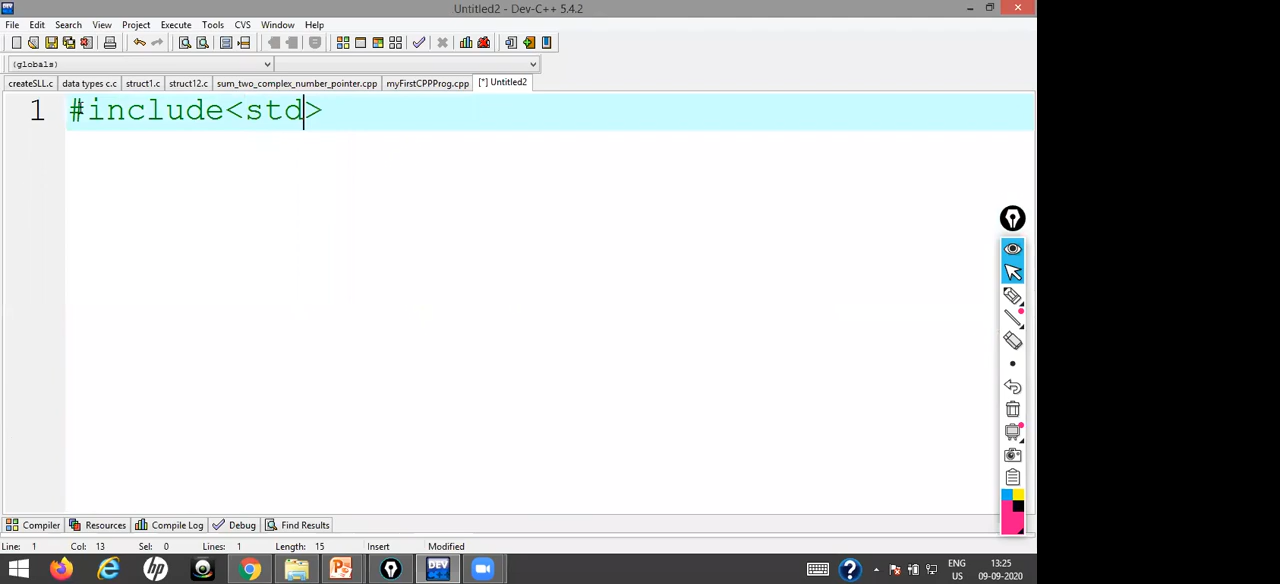 Untitled2 - Dev-C++ 5.4.2
File Edit Search View Project Execute Tools CVS Window Help
(globals)
createSLL.c data types c.c struct1.c struct12.c sum_two_complex_number_pointer.cpp myFirstCPPProg.cpp [*] Untitled2
1 #include<std>
Compiler Resources Compile Log Debug Find Results
Line: 1 Col: 13 Sel: 0 Lines: 1 Length: 15 Insert Modified
DEV
ENG 13:25
US 09-09-2020